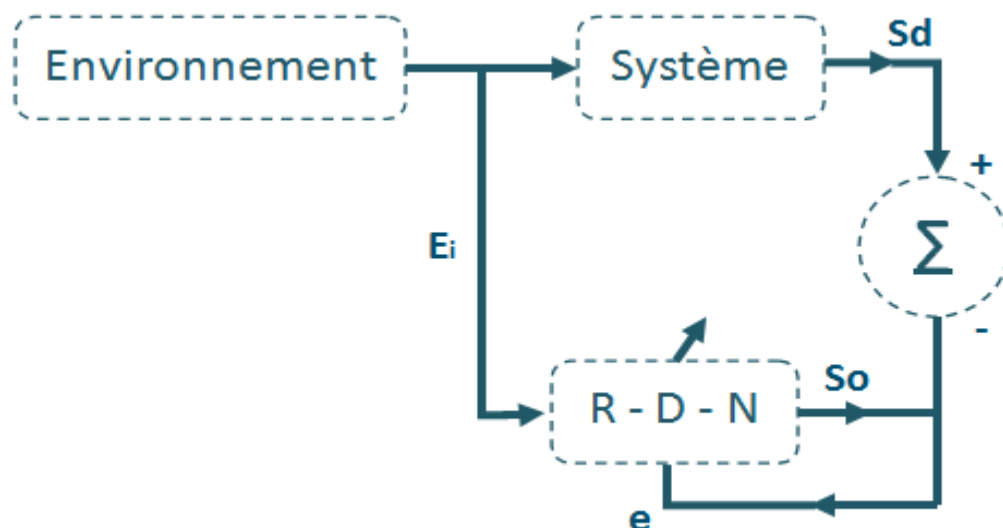 Environnement
Système
Sd
+
Σ
Ei
-
R - D - N
So
e